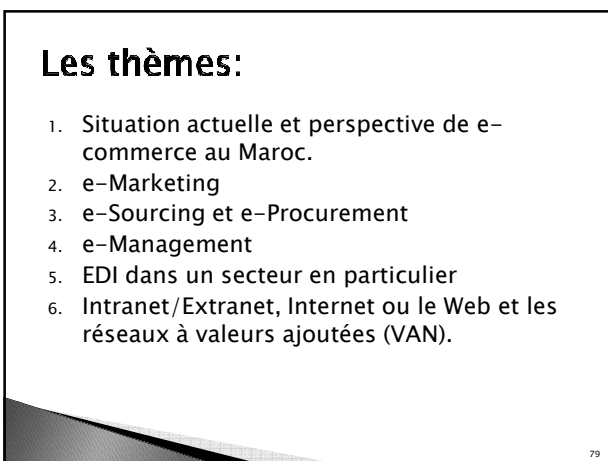 Les thèmes:
1. Situation actuelle et perspective de e-
commerce au Maroc.
2. e-Marketing
3. e-Sourcing et e-Procurement
4. e-Management
5. EDI dans un secteur en particulier
6. Intranet/Extranet, Internet ou le Web et les
réseaux à valeurs ajoutées (VAN).
79